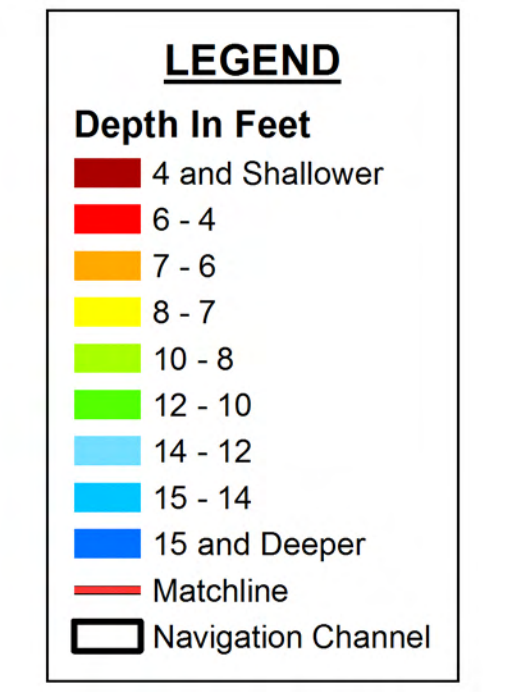 LEGEND
Depth In Feet
4 and Shallower
6 - 4
7 - 6
8 - 7
10 - 8
12 - 10
14 - 12
15 - 14
15 and Deeper
Matchline
Navigation Channel